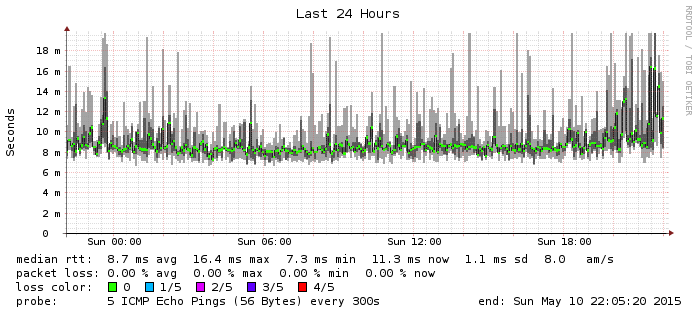 Last 24 Hours
RRDTOOL / TOBI OETIKER
Seconds
18 m
16 m
14 m
12 m
10 m
8 m
6 m
4 m
2 m
0
Sun 00:00 Sun 06:00 Sun 12:00 Sun 18:00
median rtt: 8.7 ms avg 16.4 ms max 7.3 ms min 11.3 ms now 1.1 ms sd 8.0 am/s
packet loss: 0.00 % avg 0.00 % max 0.00 % min 0.00 % now
loss color: 0 1/5 2/5 3/5 4/5
probe: 5 ICMP Echo Pings (56 Bytes) every 300s end: Sun May 10 22:05:20 2015